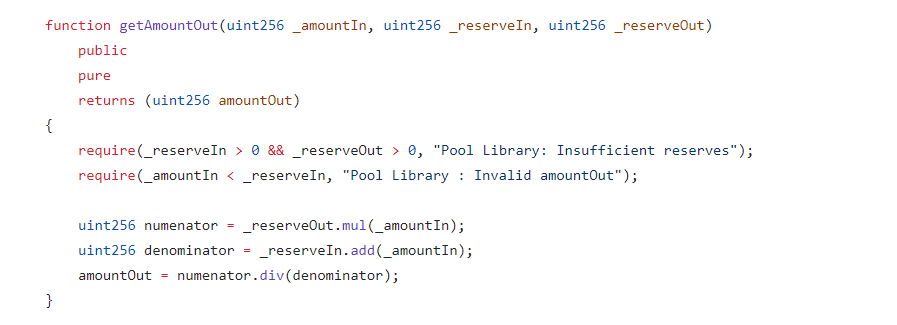 function getAmountOut(uint256 _amountIn, uint256 _reserveIn, uint256 _reserveOut)
public
pure
returns (uint256 amountOut)
{
require(_reserveIn > 0 && _reserveOut > 0, "Pool Library: Insufficient reserves");
require(_amountIn < _reserveIn, "Pool Library : Invalid amountOut");
uint256 numenator = _reserveOut.mul(_amountIn);
uint256 denominator = _reserveIn.add(_amountIn);
amountOut = numenator.div(denominator);
}